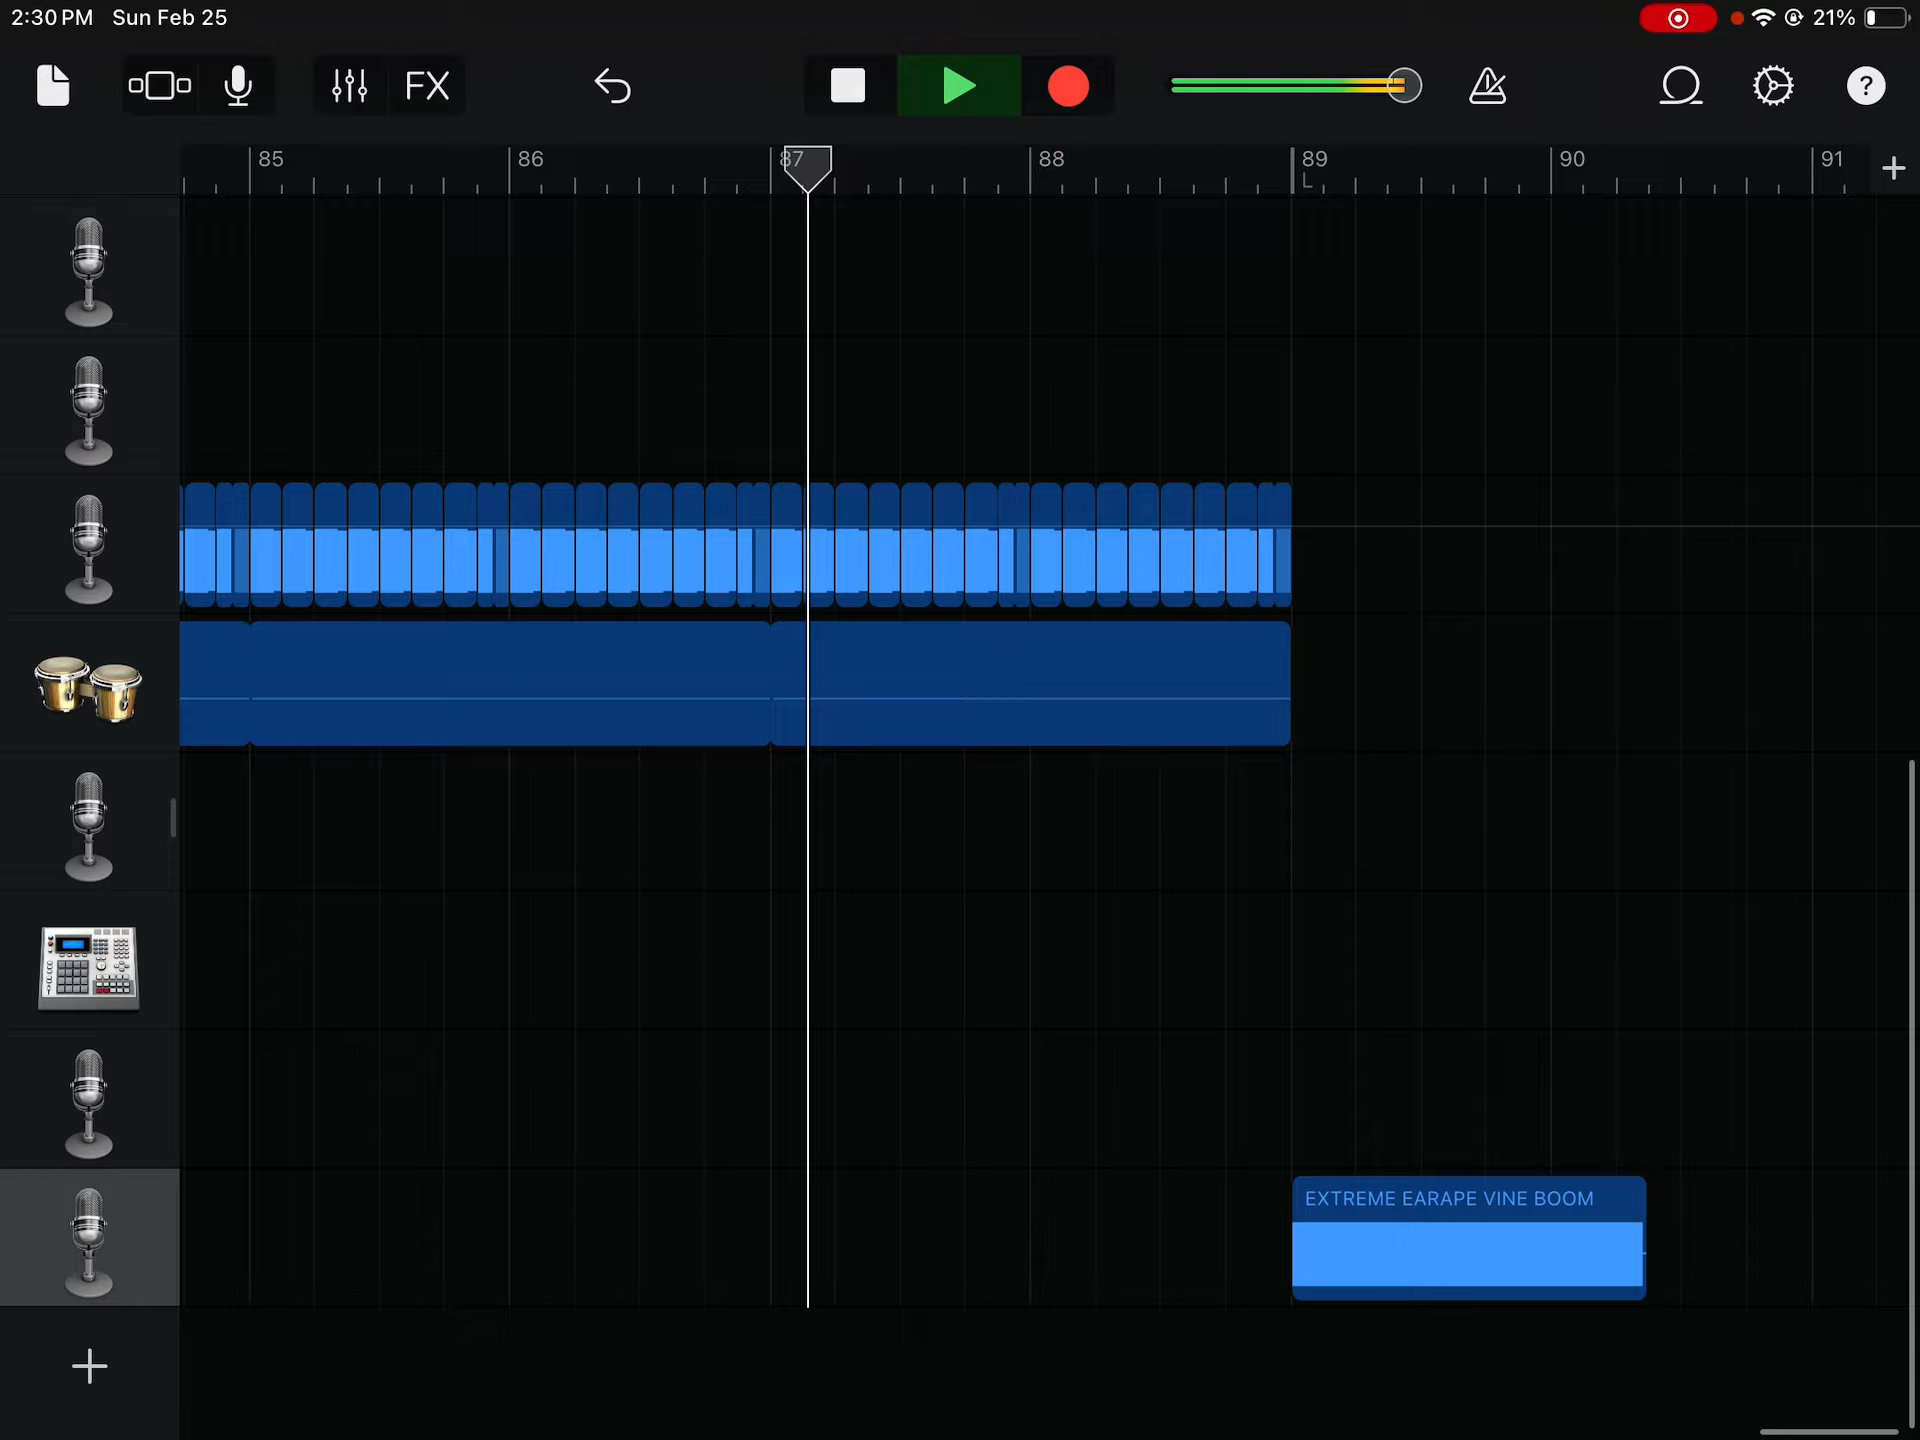 2:30 PM Sun Feb 25 21%
FX ?
85 86 87 88 89 90 91
L
EXTREME EARAPE VINE BOOM